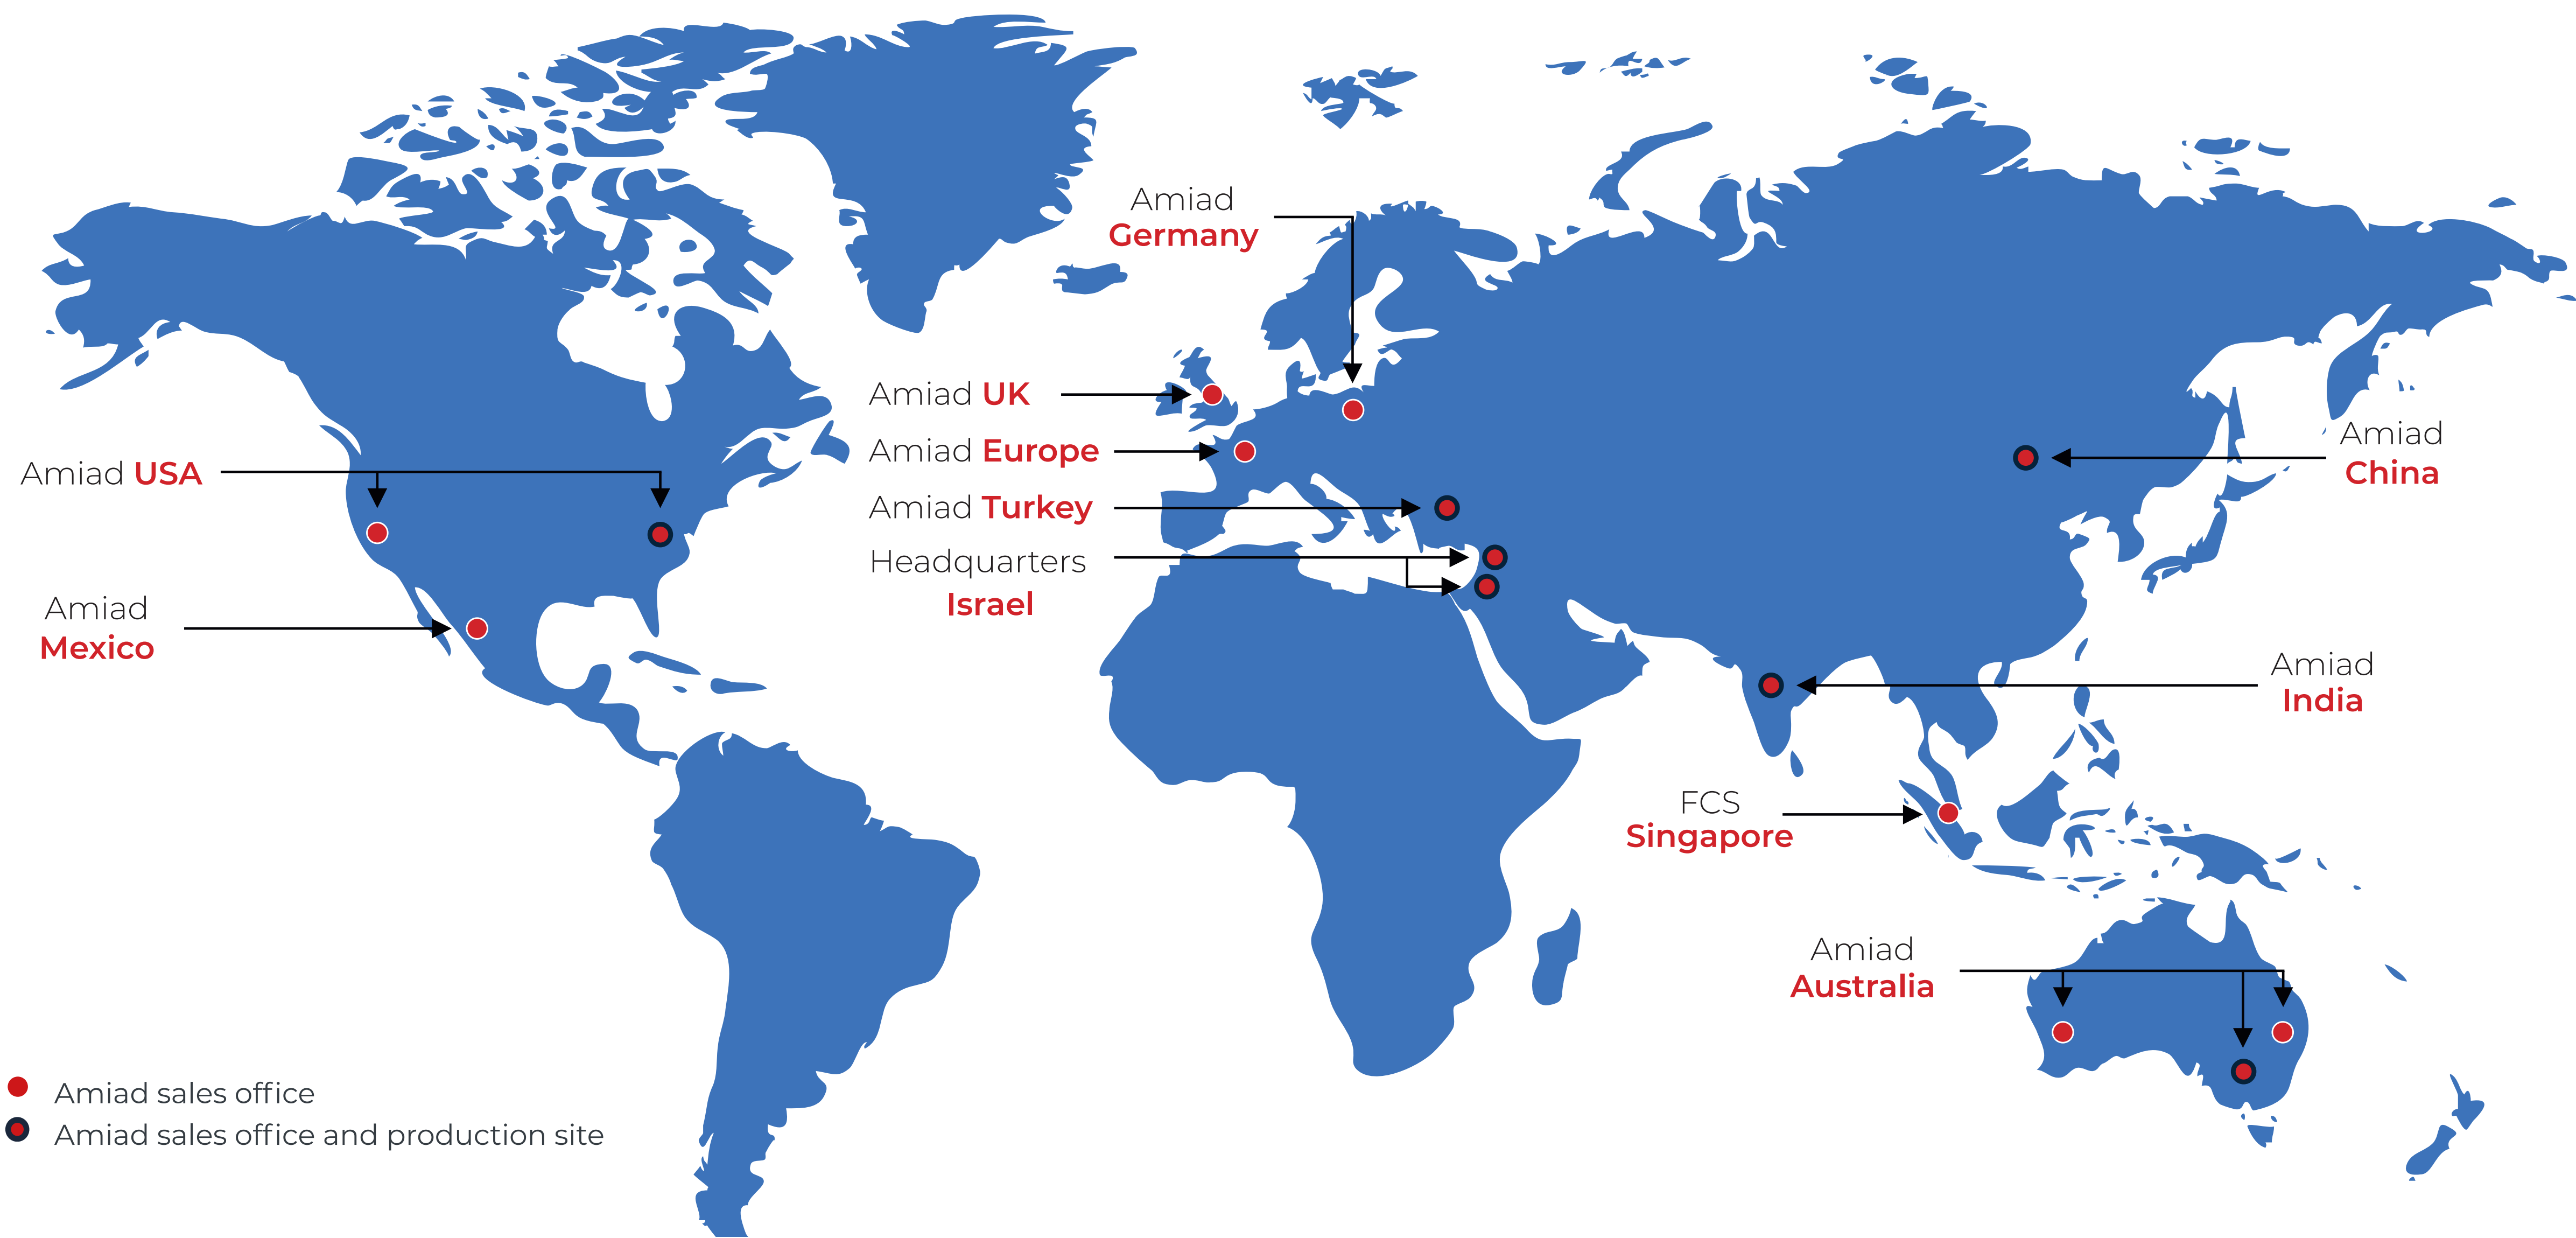 Amiad
Germany
Amiad UK
Amiad Europe
Amiad Turkey
Headquarters
Israel
Amiad USA
Amiad
Mexico
Amiad
China
Amiad
India
FCS
Singapore
Amiad
Australia
Amiad sales office
Amiad sales office and production site